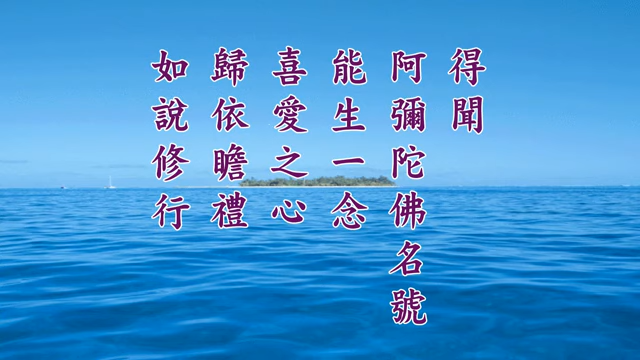 得聞
阿彌陀佛名號
能生一念
喜愛之心
歸依瞻禮
如說修行